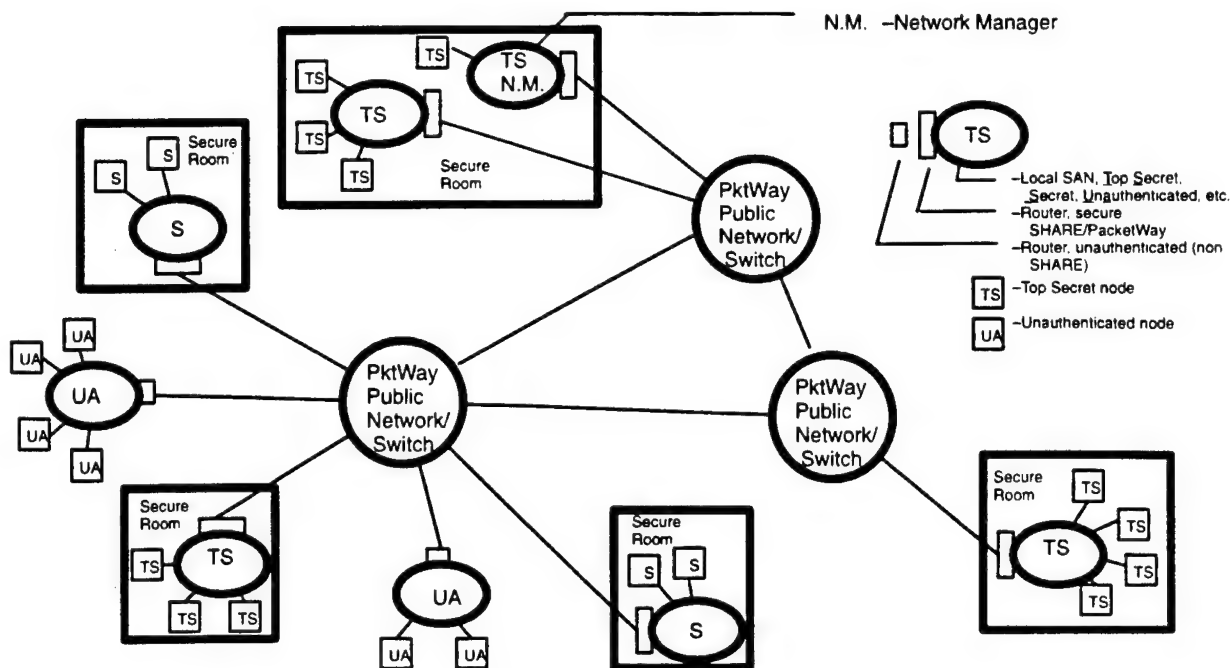 N.M. –Network Manager
TS
TS
N.M.
TS
TS
TS
TS
Secure
Room
TS
–Local SAN, Top Secret,
Secret, Unauthenticated, etc.
–Router, secure
SHARE/PacketWay
–Router, unauthenticated (non
SHARE)
TS
–Top Secret node
UA
–Unauthenticated node
Secure
Room
S
S
S
PktWay
Public
Network/
Switch
UA
UA
UA
UA
UA
PktWay
Public
Network/
Switch
PktWay
Public
Network/
Switch
Secure
Room
TS
TS
TS
TS
UA
UA
UA
Secure
Room
S
S
S
Secure
Room
TS
TS
TS
TS
TS